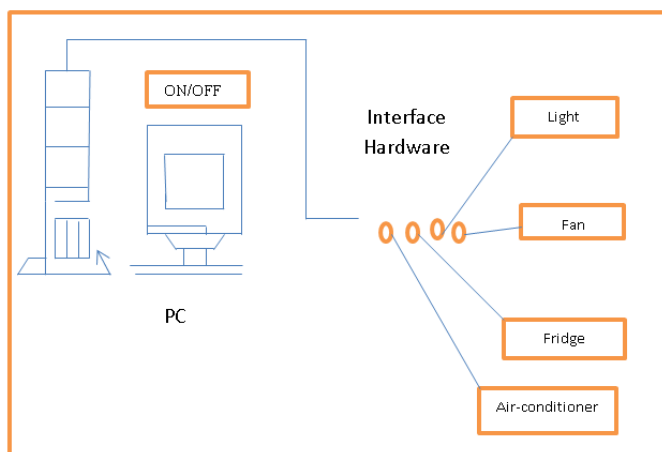 ON/OFF
Interface
Hardware
Light
Fan
PC
Fridge
Air-conditioner